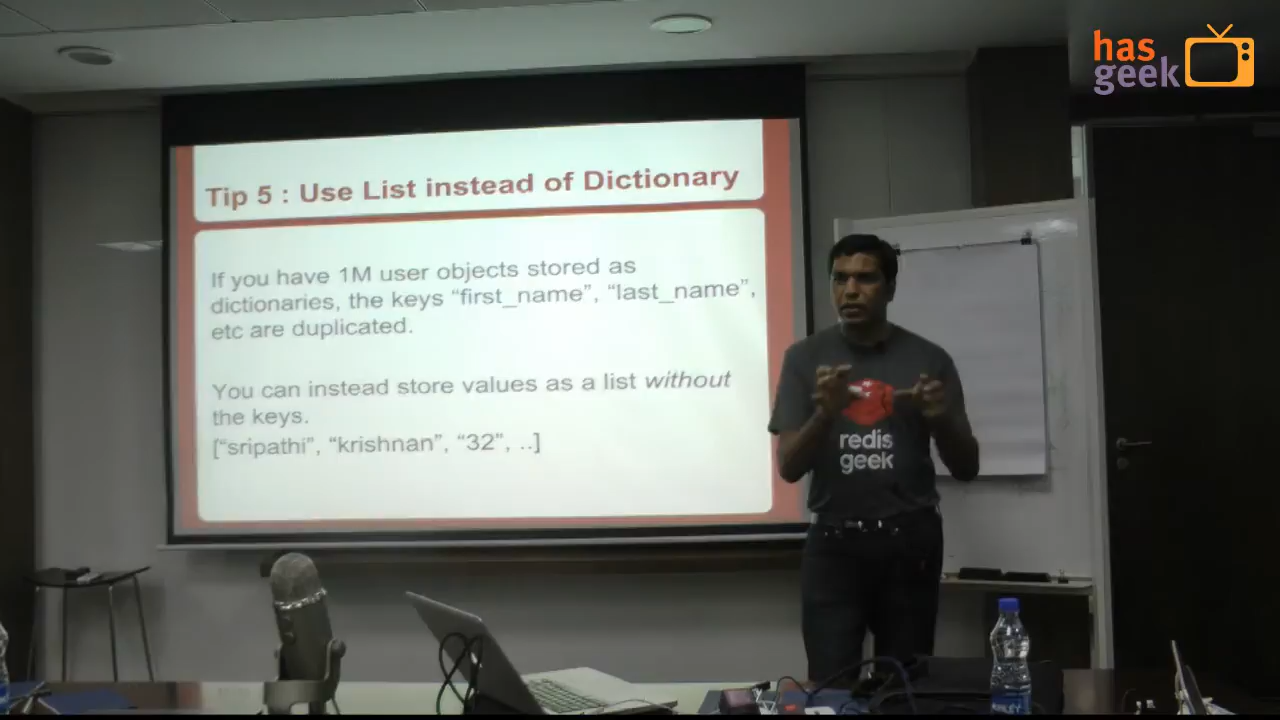 has
geek
Tip 5 : Use List instead of Dictionary
If you have 1M user objects stored as
dictionaries, the keys “first_name”, “last_name”,
etc are duplicated.
You can instead store values as a list without
the keys.
[“sripathi”, “krishnan”, “32”, ..]
redis
geek